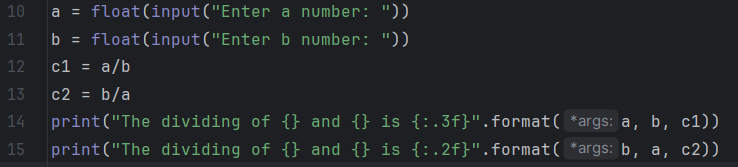 10 a = float(input("Enter a number: "))
11 b = float(input("Enter b number: "))
12 c1 = a/b
13 c2 = b/a
14 print("The dividing of {} and {} is {:.3f}".format( *args: a, b, c1))
15 print("The dividing of {} and {} is {:.2f}".format( *args: b, a, c2))